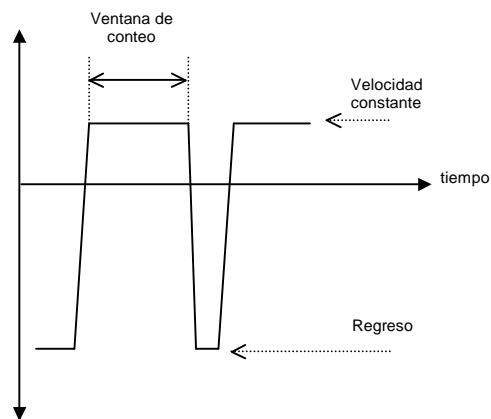 Ventana de
conteo
Velocidad
constante
tiempo
Regreso